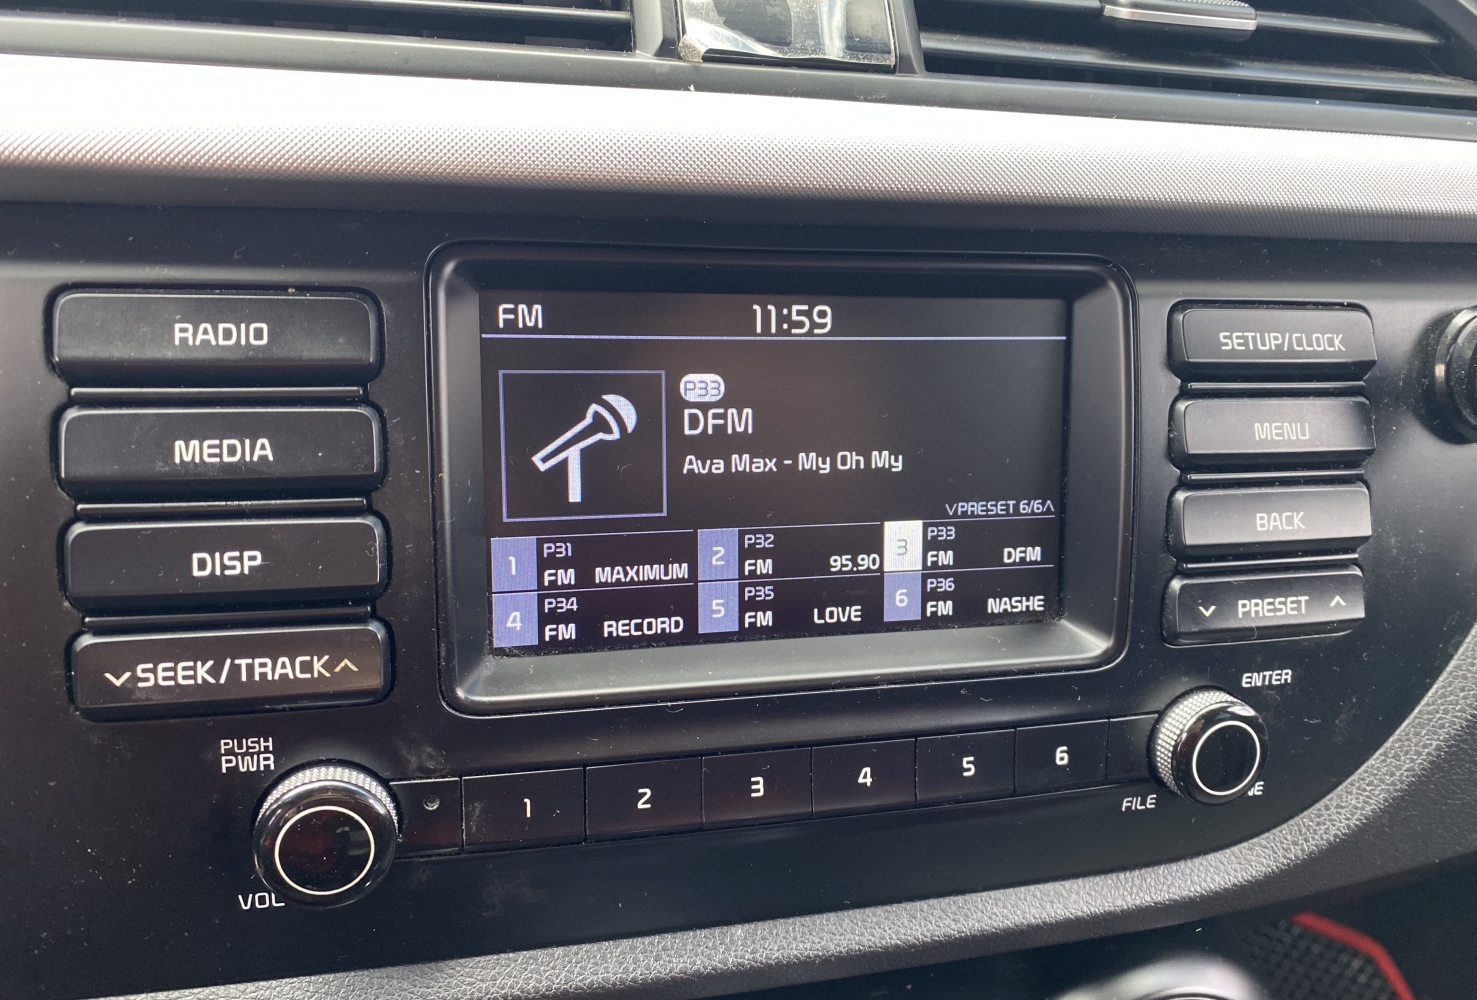 RADIO
MEDIA
DISP
SEEK/TRACK
PUSH
PWR
VOL
FM 11:59
P33
DFM
Ava Max - My Oh My
PRESET 6/6
1 P31 FM MAXIMUM
2 P32 FM 95.90
3 P33 FM DFM
4 P34 FM RECORD
5 P35 FM LOVE
6 P36 FM NASHE
SETUP/CLOCK
MENU
BACK
PRESET
ENTER
1 2 3 4 5 6
FILE